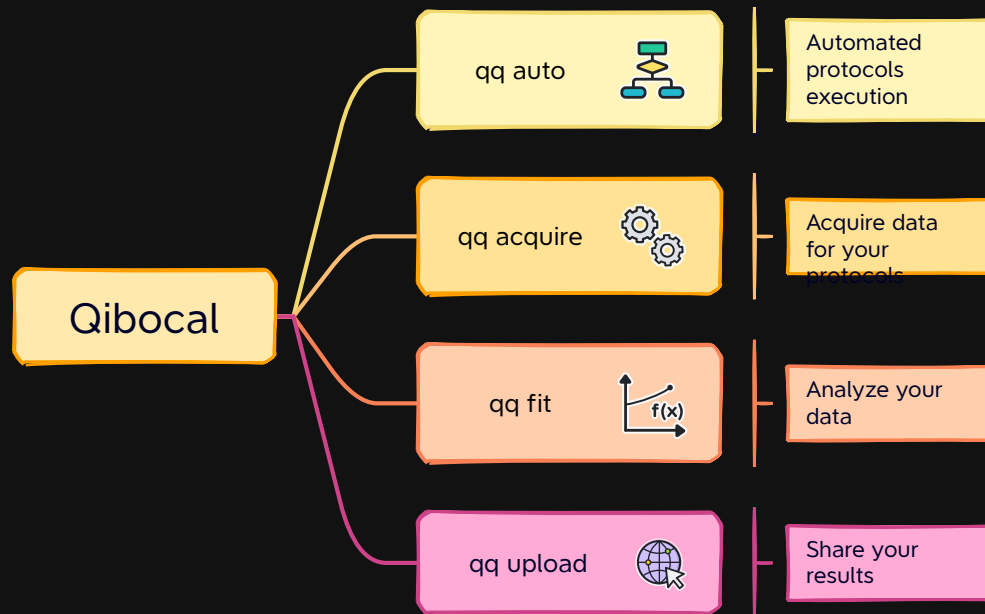 qq auto
Automated
protocols
execution
qq acquire
Acquire data
for your
protocols
Qibocal
qq fit
f(x)
Analyze your
data
qq upload
Share your
results